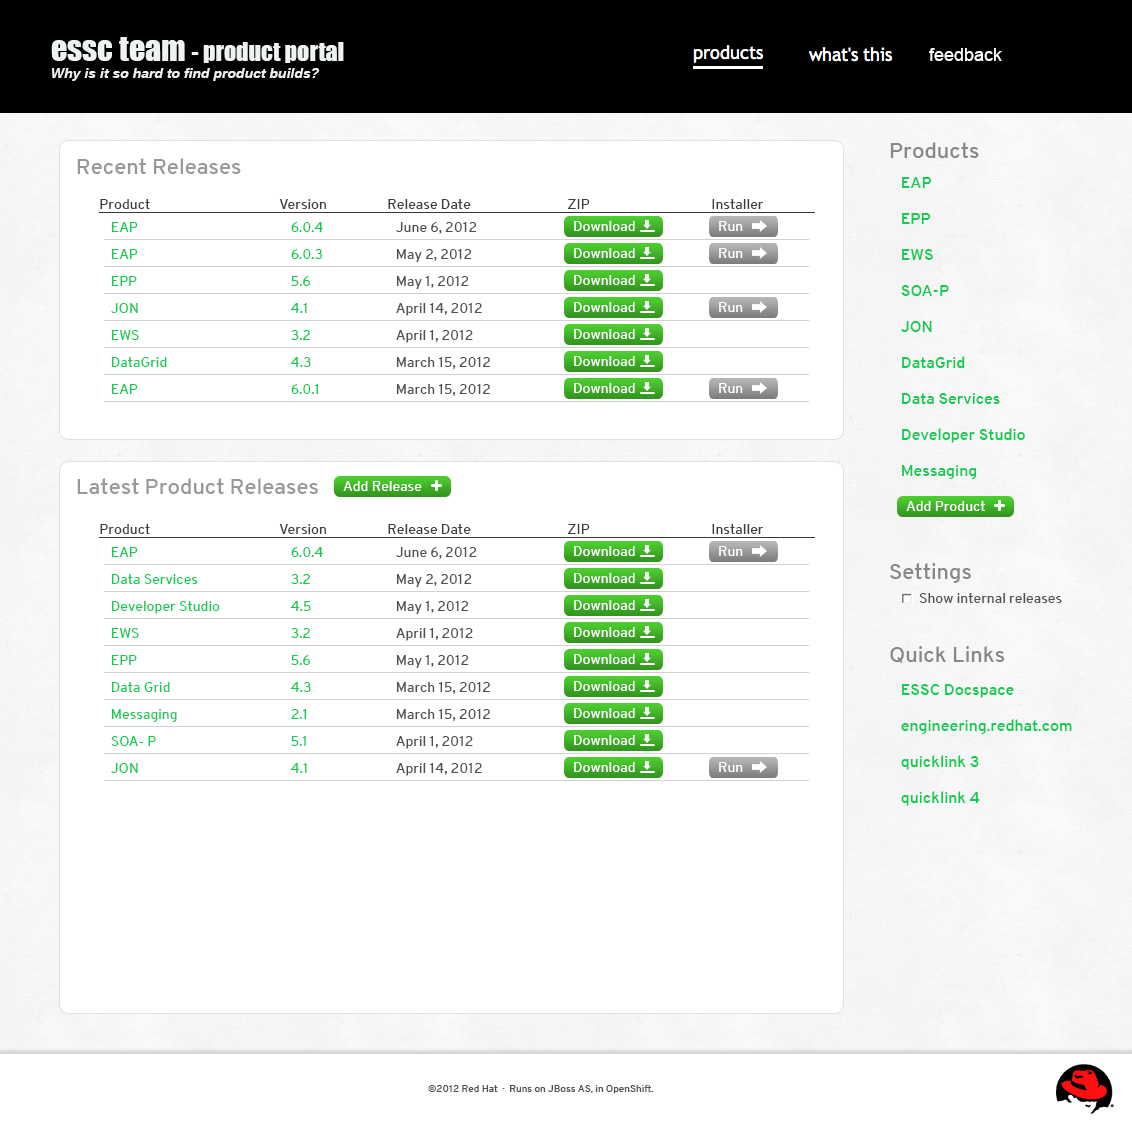 essc team - product portal
Why is it so hard to find product builds?
products what's this feedback
Recent Releases
Product Version Release Date ZIP Installer
EAP 6.0.4 June 6, 2012 Download Run
EAP 6.0.3 May 2, 2012 Download Run
EPP 5.6 May 1, 2012 Download
JON 4.1 April 14, 2012 Download Run
EWS 3.2 April 1, 2012 Download
DataGrid 4.3 March 15, 2012 Download
EAP 6.0.1 March 15, 2012 Download Run
Latest Product Releases Add Release
Product Version Release Date ZIP Installer
EAP 6.0.4 June 6, 2012 Download Run
Data Services 3.2 May 2, 2012 Download
Developer Studio 4.5 May 1, 2012 Download
EWS 3.2 April 1, 2012 Download
EPP 5.6 May 1, 2012 Download
Data Grid 4.3 March 15, 2012 Download
Messaging 2.1 March 15, 2012 Download
SOA- P 5.1 April 1, 2012 Download
JON 4.1 April 14, 2012 Download Run
Products
EAP
EPP
EWS
SOA-P
JON
DataGrid
Data Services
Developer Studio
Messaging
Add Product
Settings
Show internal releases
Quick Links
ESSC Docspace
engineering.redhat.com
quicklink 3
quicklink 4
©2012 Red Hat · Runs on JBoss AS, in OpenShift.